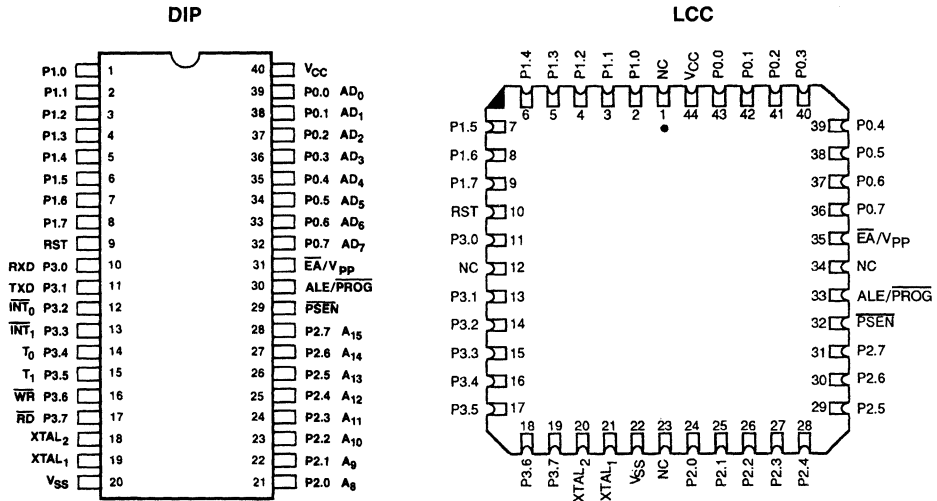 DIP
P1.0 1 40 VCC
P1.1 2 39 P0.0 AD0
P1.2 3 38 P0.1 AD1
P1.3 4 37 P0.2 AD2
P1.4 5 36 P0.3 AD3
P1.5 6 35 P0.4 AD4
P1.6 7 34 P0.5 AD5
P1.7 8 33 P0.6 AD6
RST 9 32 P0.7 AD7
RXD P3.0 10 31 E̅A̅/VPP
TXD P3.1 11 30 ALE/P̅R̅O̅G̅
I̅N̅T̅0 P3.2 12 29 P̅S̅E̅N̅
I̅N̅T̅1 P3.3 13 28 P2.7 A15
T0 P3.4 14 27 P2.6 A14
T1 P3.5 15 26 P2.5 A13
W̅R̅ P3.6 16 25 P2.4 A12
R̅D̅ P3.7 17 24 P2.3 A11
XTAL2 18 23 P2.2 A10
XTAL1 19 22 P2.1 A9
VSS 20 21 P2.0 A8
LCC
P1.4 P1.3 P1.2 P1.1 P1.0 NC VCC P0.0 P0.1 P0.2 P0.3
6 5 4 3 2 1 44 43 42 41 40
P1.5 7 39 P0.4
P1.6 8 38 P0.5
P1.7 9 37 P0.6
RST 10 36 P0.7
P3.0 11 35 E̅A̅/VPP
NC 12 34 NC
P3.1 13 33 ALE/P̅R̅O̅G̅
P3.2 14 32 P̅S̅E̅N̅
P3.3 15 31 P2.7
P3.4 16 30 P2.6
P3.5 17 29 P2.5
18 19 20 21 22 23 24 25 26 27 28
P3.6 P3.7 XTAL2 XTAL1 VSS NC P2.0 P2.1 P2.2 P2.3 P2.4